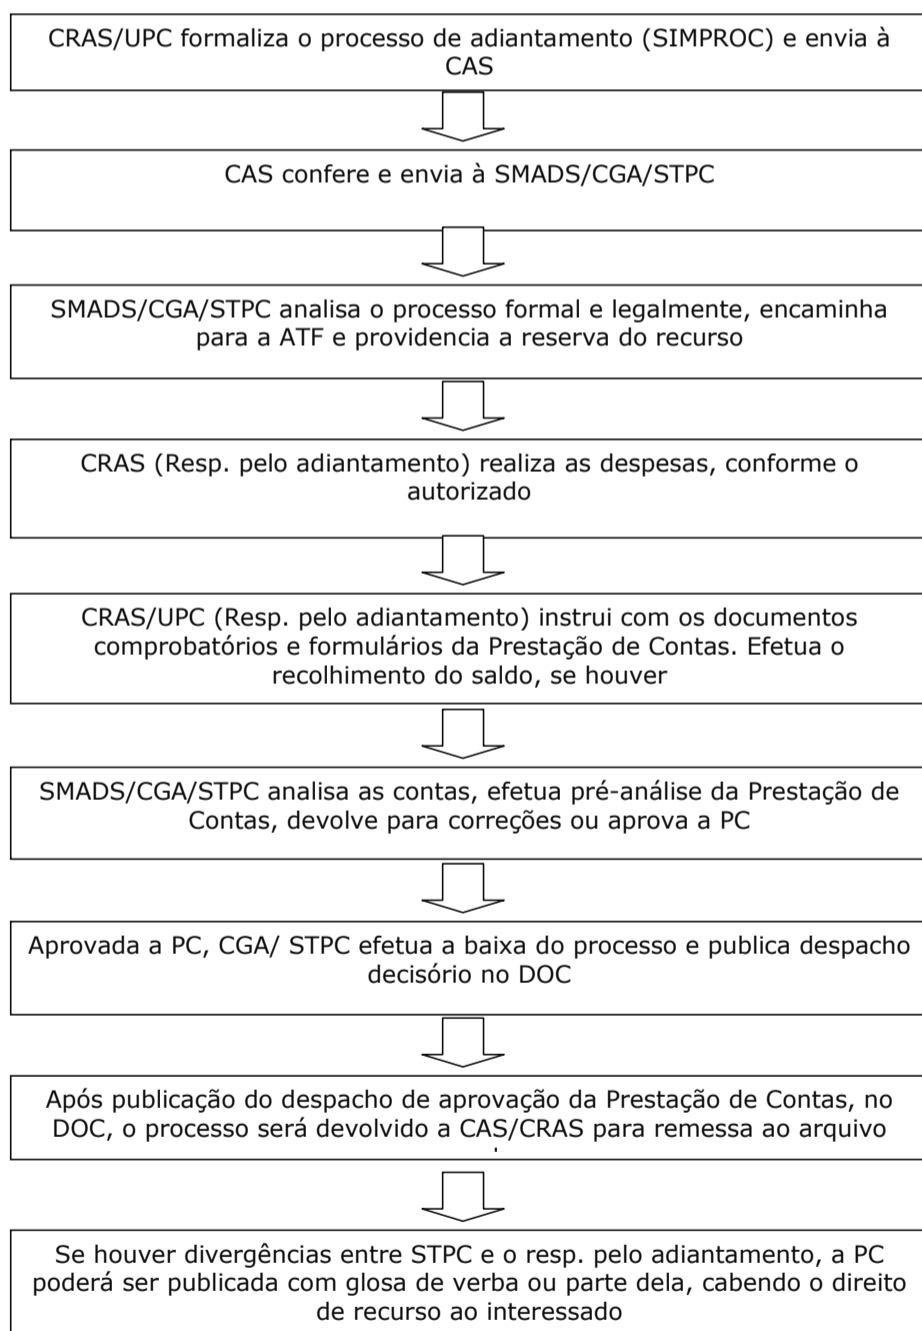 CRAS/UPC formaliza o processo de adiantamento (SIMPROC) e envia à
CAS
CAS confere e envia à SMADS/CGA/STPC
SMADS/CGA/STPC analisa o processo formal e legalmente, encaminha
para a ATF e providencia a reserva do recurso
CRAS (Resp. pelo adiantamento) realiza as despesas, conforme o
autorizado
CRAS/UPC (Resp. pelo adiantamento) instrui com os documentos
comprobatórios e formulários da Prestação de Contas. Efetua o
recolhimento do saldo, se houver
SMADS/CGA/STPC analisa as contas, efetua pré-análise da Prestação de
Contas, devolve para correções ou aprova a PC
Aprovada a PC, CGA/ STPC efetua a baixa do processo e publica despacho
decisório no DOC
Após publicação do despacho de aprovação da Prestação de Contas, no
DOC, o processo será devolvido a CAS/CRAS para remessa ao arquivo
Se houver divergências entre STPC e o resp. pelo adiantamento, a PC
poderá ser publicada com glosa de verba ou parte dela, cabendo o direito
de recurso ao interessado